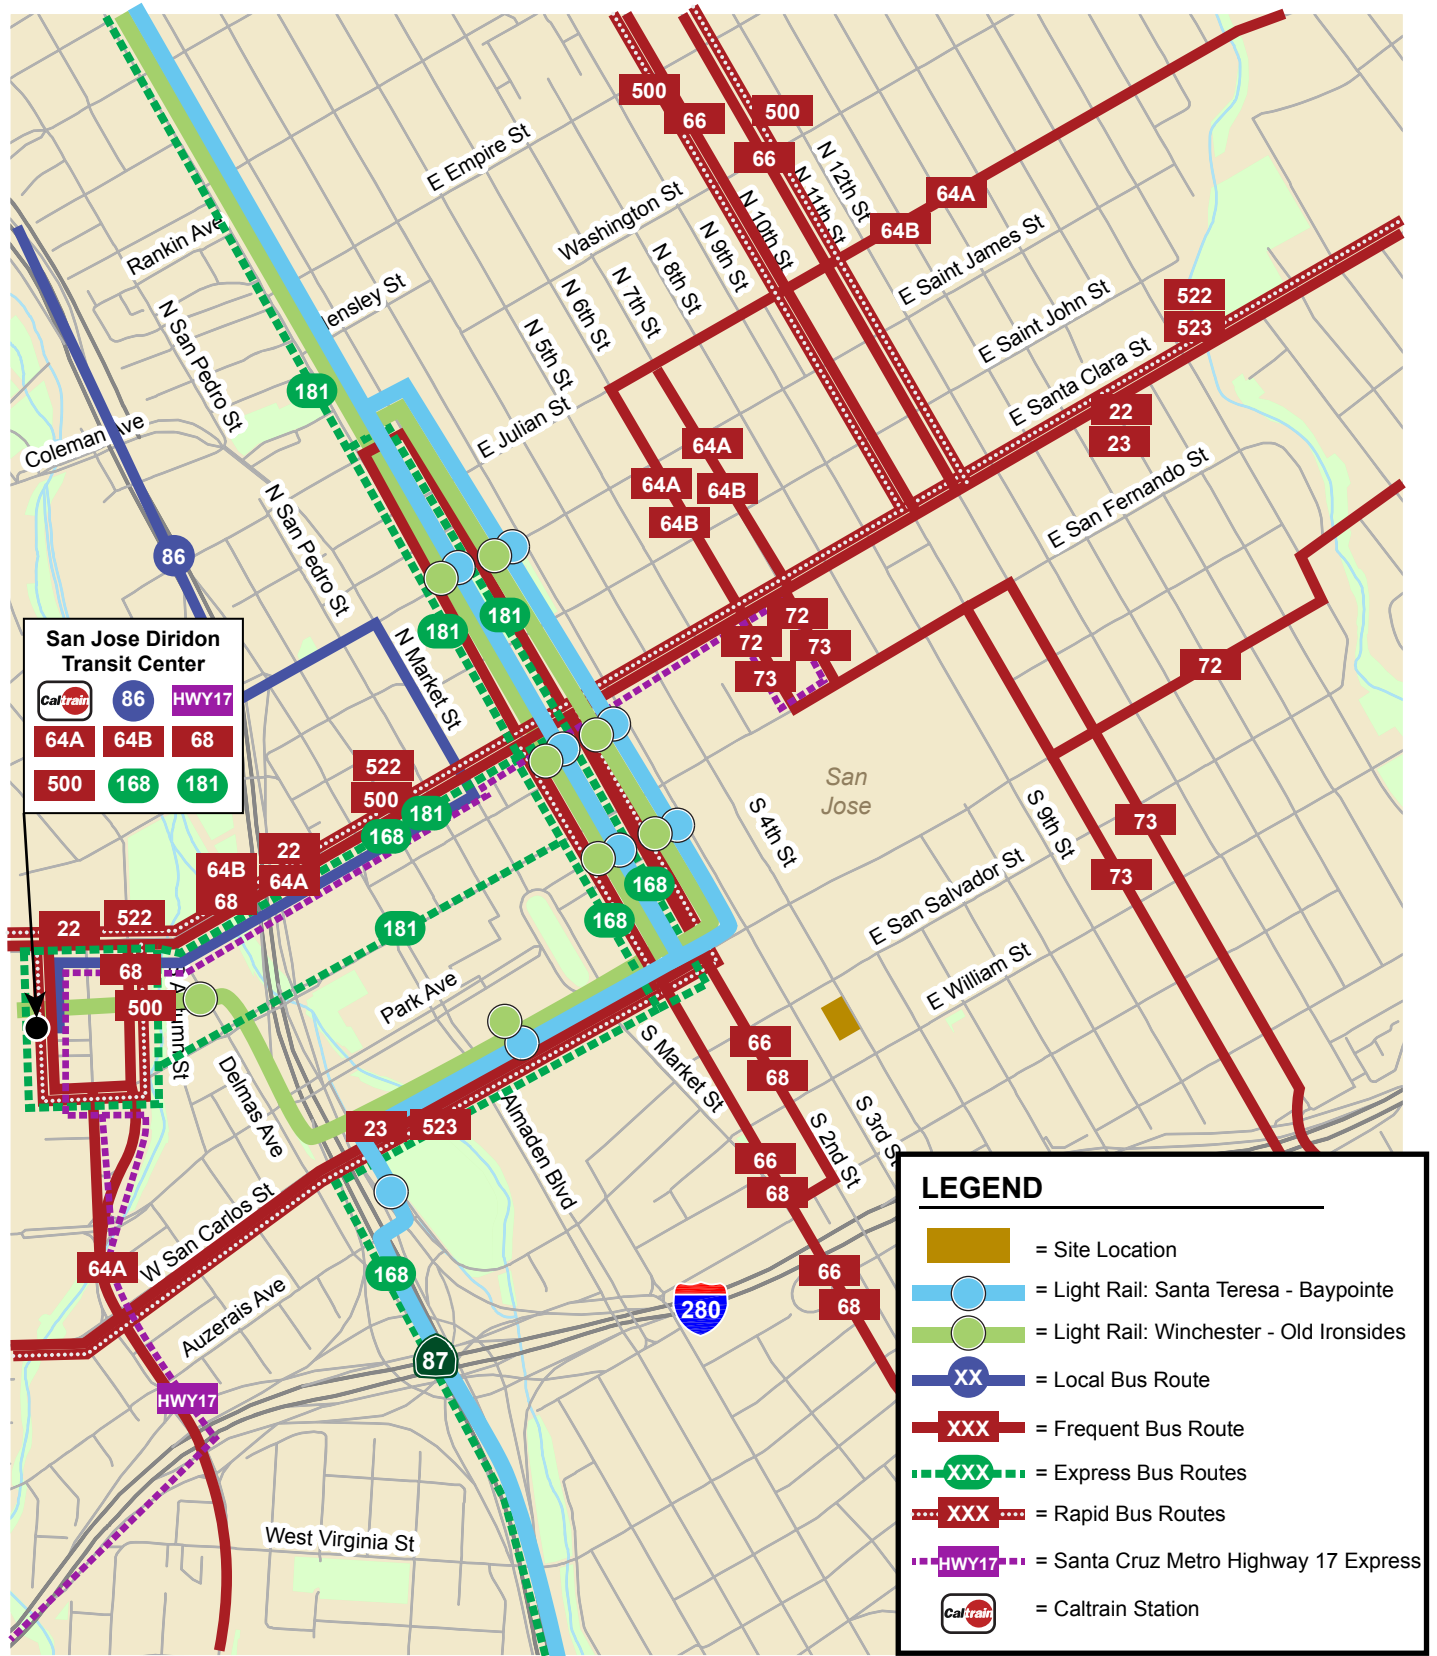 500
66
500
66
N 12th St
N 11th St
N 10th St
64A
64B
E Empire St
Washington St
N 9th St
N 8th St
N 7th St
N 6th St
N 5th St
E Saint James St
E Saint John St
522
523
E Santa Clara St
22
23
E San Fernando St
Rankin Ave
N San Pedro St
181
Coleman Ave
E Julian St
64A
64B
64A
64B
N San Pedro St
86
San Jose Diridon
Transit Center
Caltrain
86
HWY17
64A
64B
68
500
168
181
N Market St
181
181
72
73
72
73
72
522
500
181
168
22
64A
64B
68
22
522
68
500
San
Jose
S 4th St
S 9th St
73
73
168
168
181
E San Salvador St
E William St
Park Ave
Delmas Ave
S Market St
66
68
66
68
S 2nd St
S 3rd St
23
523
Almaden Blvd
W San Carlos St
64A
Auzerais Ave
168
87
280
66
68
HWY17
West Virginia St
LEGEND
= Site Location
= Light Rail: Santa Teresa - Baypointe
= Light Rail: Winchester - Old Ironsides
XX = Local Bus Route
XXX = Frequent Bus Route
XXX = Express Bus Routes
XXX = Rapid Bus Routes
HWY17 = Santa Cruz Metro Highway 17 Express
Caltrain = Caltrain Station